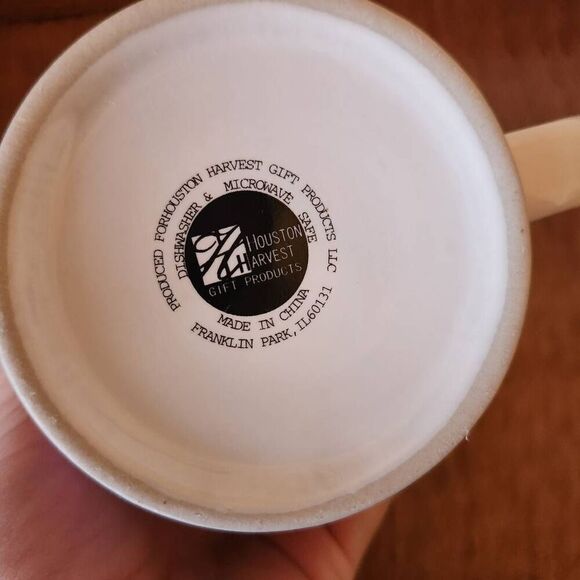 PRODUCED FORHOUSTON HARVEST GIFT PRODUCTS LLC
DISHWASHER & MICROWAVE SAFE
HOUSTON
HARVEST
GIFT PRODUCTS
MADE IN CHINA
FRANKLIN PARK, IL60131